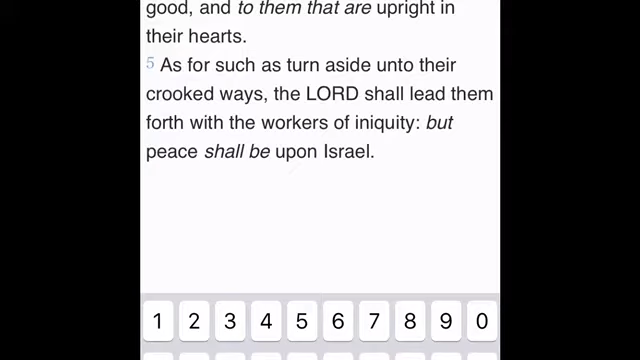 good, and to them that are upright in
their hearts.
5 As for such as turn aside unto their
crooked ways, the LORD shall lead them
forth with the workers of iniquity: but
peace shall be upon Israel.
1 2 3 4 5 6 7 8 9 0